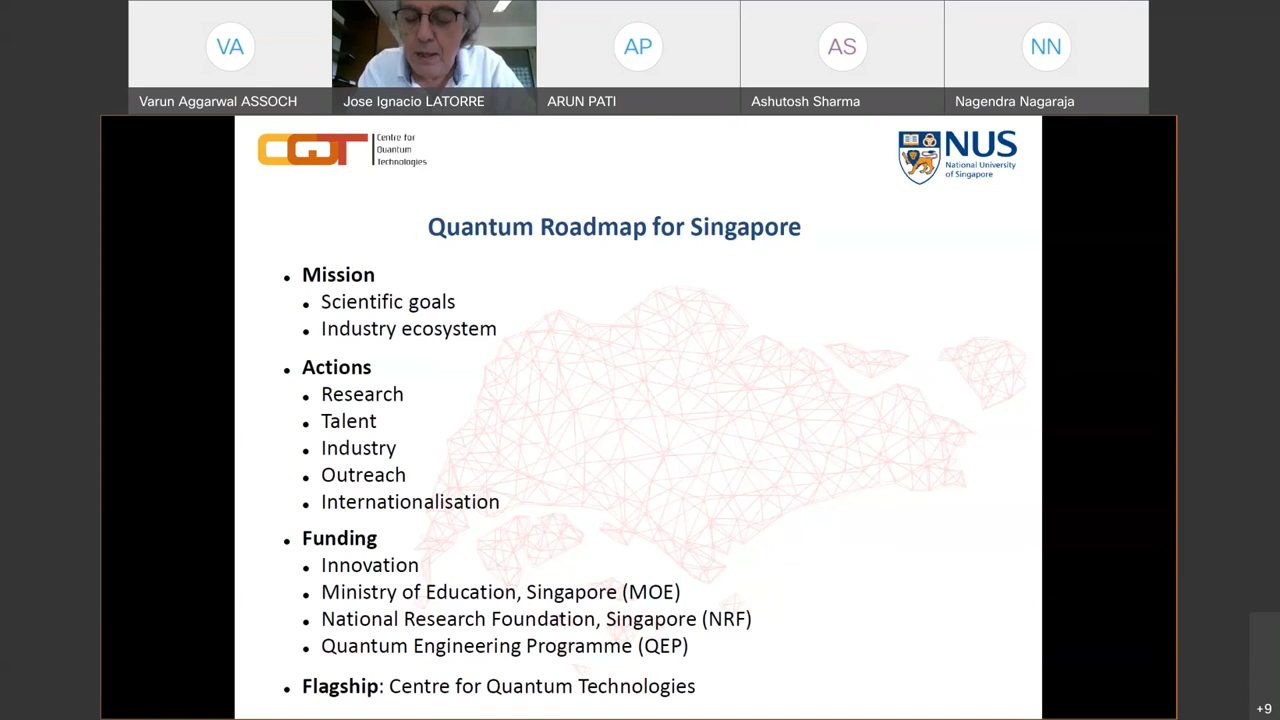 VA
AP
AS
NN
Varun Aggarwal ASSOCH
Jose Ignacio LATORRE
ARUN PATI
Ashutosh Sharma
Nagendra Nagaraja
CQT
Centre for
Quantum
Technologies
NUS
National University
of Singapore
Quantum Roadmap for Singapore
• Mission
• Scientific goals
• Industry ecosystem
• Actions
• Research
• Talent
• Industry
• Outreach
• Internationalisation
• Funding
• Innovation
• Ministry of Education, Singapore (MOE)
• National Research Foundation, Singapore (NRF)
• Quantum Engineering Programme (QEP)
• Flagship: Centre for Quantum Technologies
+9